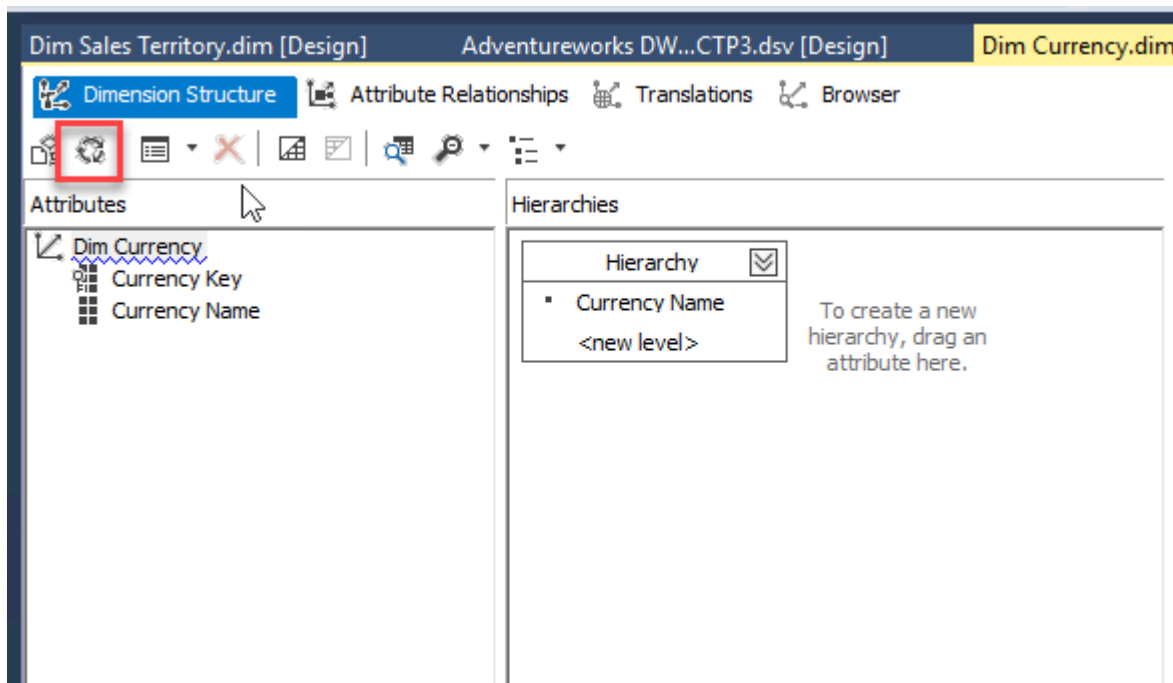 Dim Sales Territory.dim [Design] Adventureworks DW...CTP3.dsv [Design] Dim Currency.dim
Dimension Structure Attribute Relationships Translations Browser
Attributes Hierarchies
Dim Currency
Currency Key
Currency Name
Hierarchy
Currency Name
<new level>
To create a new
hierarchy, drag an
attribute here.